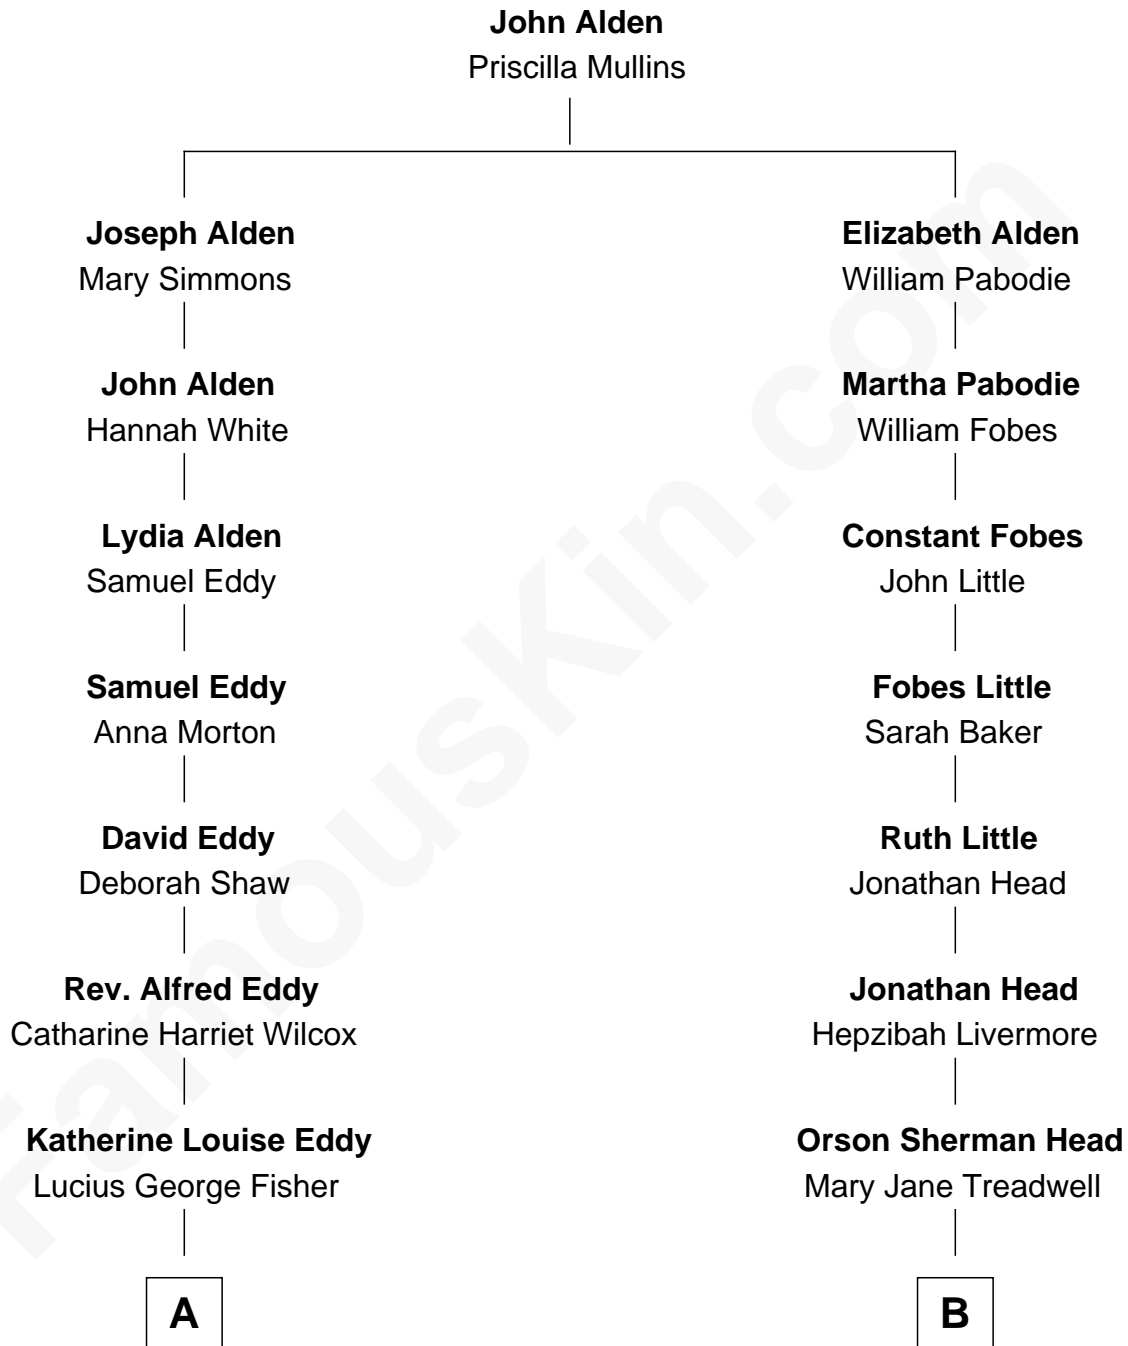 John Alden
Priscilla Mullins
Joseph Alden
Mary Simmons
Elizabeth Alden
William Pabodie
John Alden
Hannah White
Martha Pabodie
William Fobes
Lydia Alden
Samuel Eddy
Constant Fobes
John Little
Samuel Eddy
Anna Morton
Fobes Little
Sarah Baker
David Eddy
Deborah Shaw
Ruth Little
Jonathan Head
Rev. Alfred Eddy
Catharine Harriet Wilcox
Jonathan Head
Hepzibah Livermore
Katherine Louise Eddy
Lucius George Fisher
Orson Sherman Head
Mary Jane Treadwell
A
B
FamousKin.com